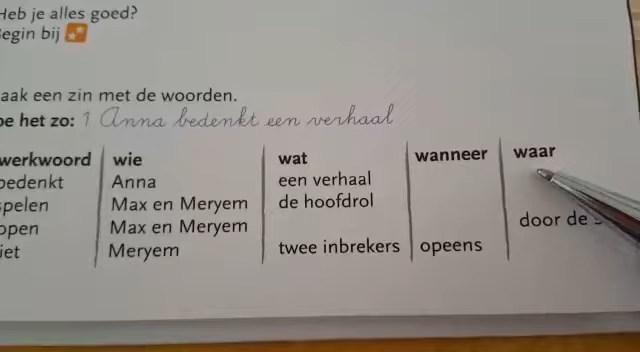 Heb je alles goed?
egin bij
aak een zin met de woorden.
oe het zo: 1 Anna bedenkt een verhaal
werkwoord wie wat wanneer waar
bedenkt Anna een verhaal
pelen Max en Meryem de hoofdrol
open Max en Meryem door de
iet Meryem twee inbrekers opeens